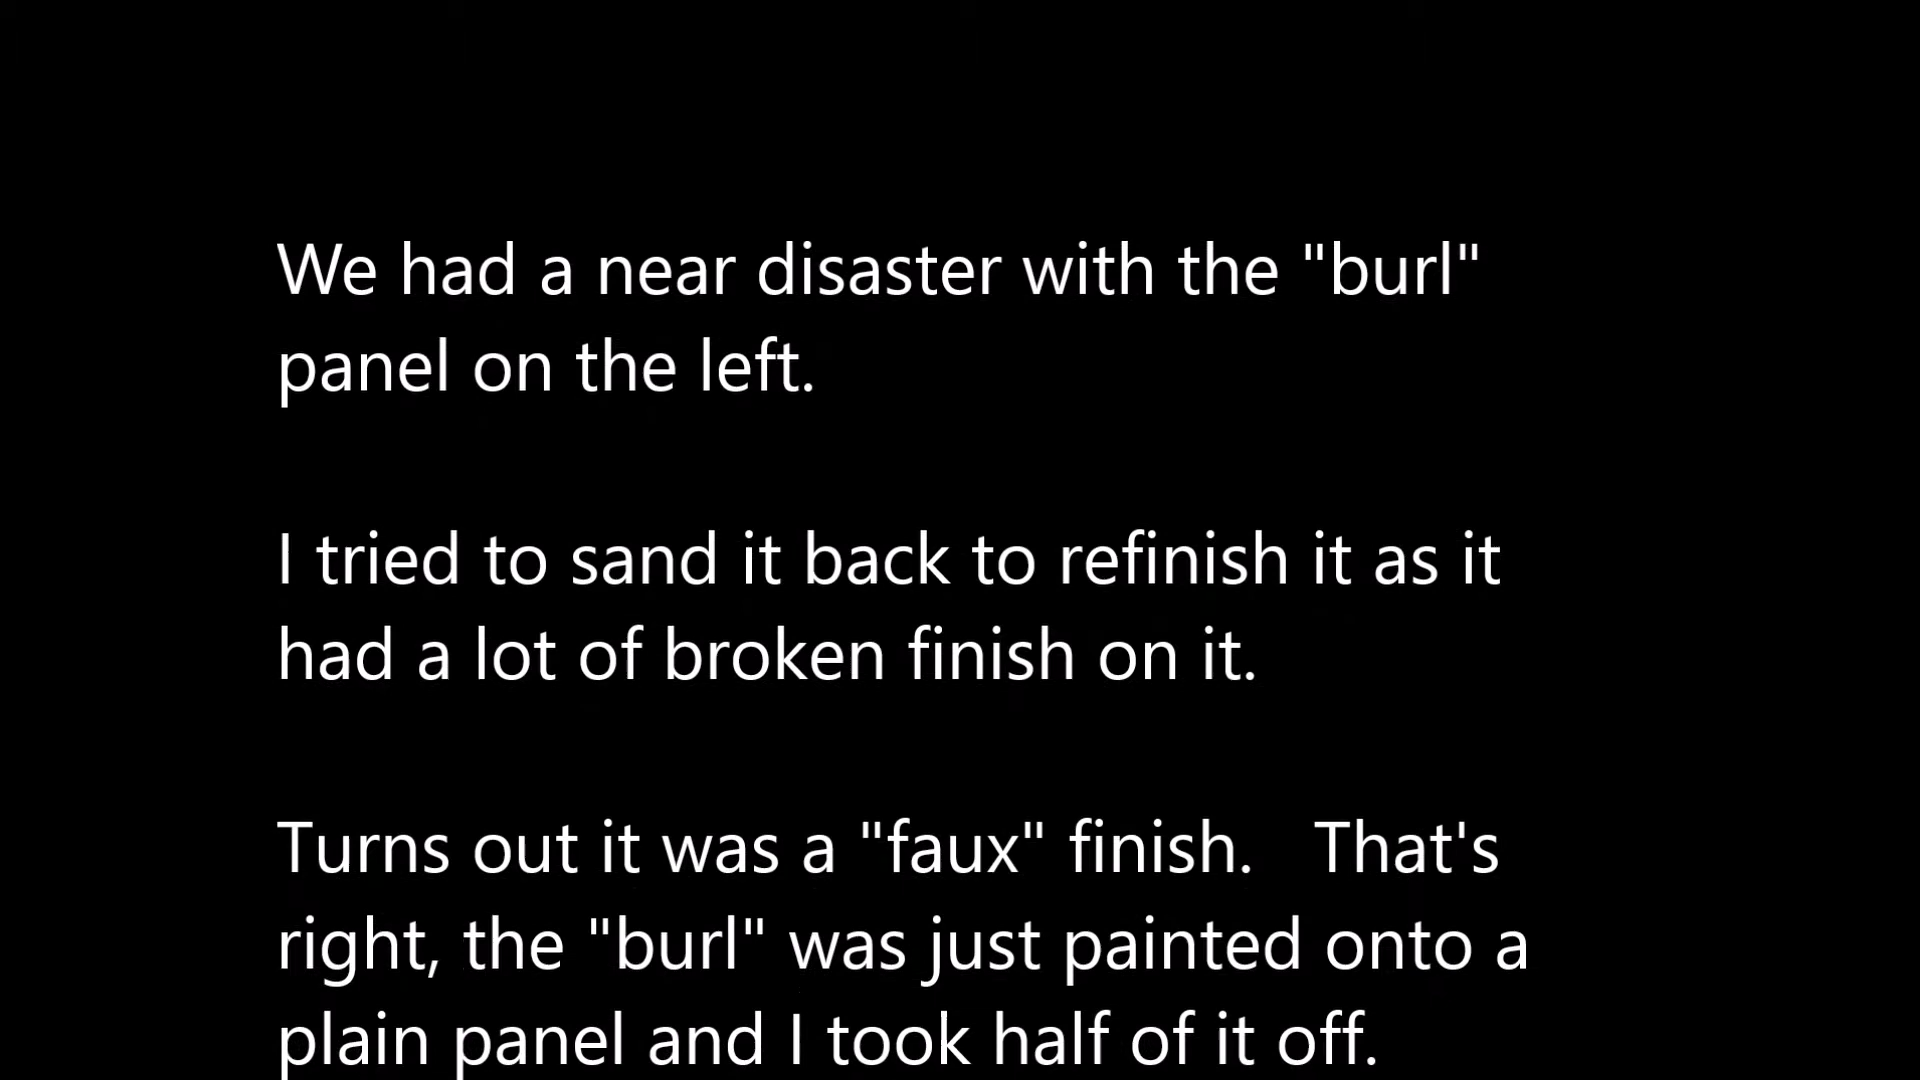 We had a near disaster with the "burl"
panel on the left.
I tried to sand it back to refinish it as it
had a lot of broken finish on it.
Turns out it was a "faux" finish.   That's
right, the "burl" was just painted onto a
plain panel and I took half of it off.